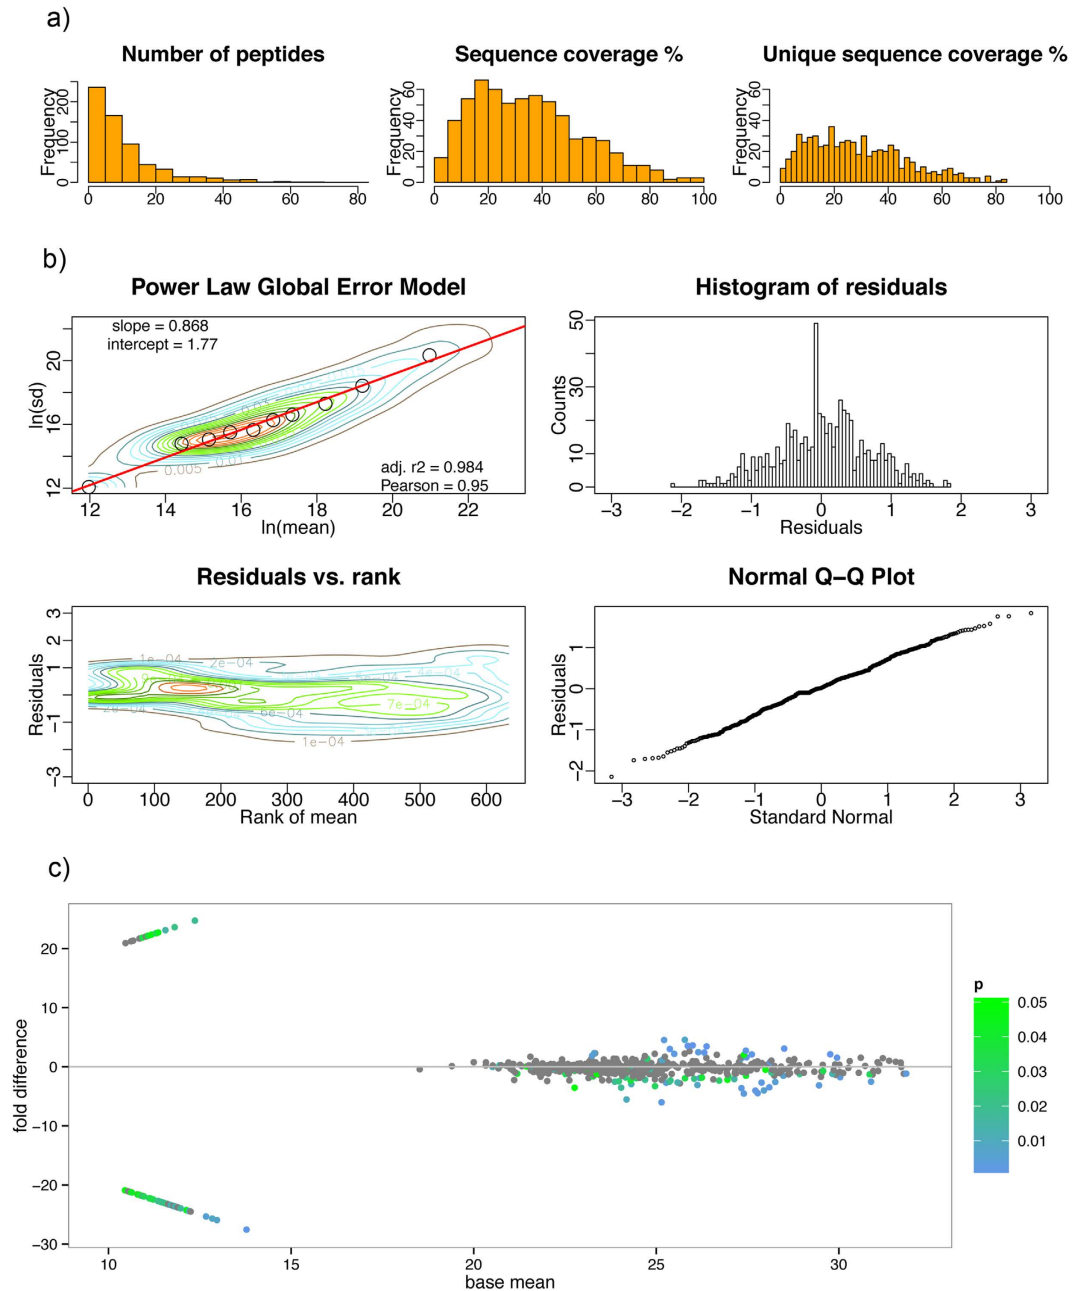 a)
Number of peptides
Sequence coverage %
Unique sequence coverage %
Frequency
0 100 200
0 20 40 60 80
Frequency
0 20 40 60
0 20 40 60 80 100
Frequency
0 20 40 60
0 20 40 60 80 100
b)
Power Law Global Error Model
slope = 0.868
intercept = 1.77
adj. r2 = 0.984
Pearson = 0.95
0.005
0.01
ln(sd)
12 16 20
12 14 16 18 20 22
ln(mean)
Histogram of residuals
Counts
0 10 30 50
−3 −2 −1 0 1 2 3
Residuals
Residuals vs. rank
Residuals
−3 −1 1 2 3
1e−04
2e−04
6e−04
7e−04
1e−04
0 100 200 300 400 500 600
Rank of mean
Normal Q−Q Plot
Residuals
−2 −1 0 1
−3 −2 −1 0 1 2 3
Standard Normal
c)
fold difference
20
10
0
−10
−20
−30
10 15 20 25 30
base mean
p
0.05
0.04
0.03
0.02
0.01